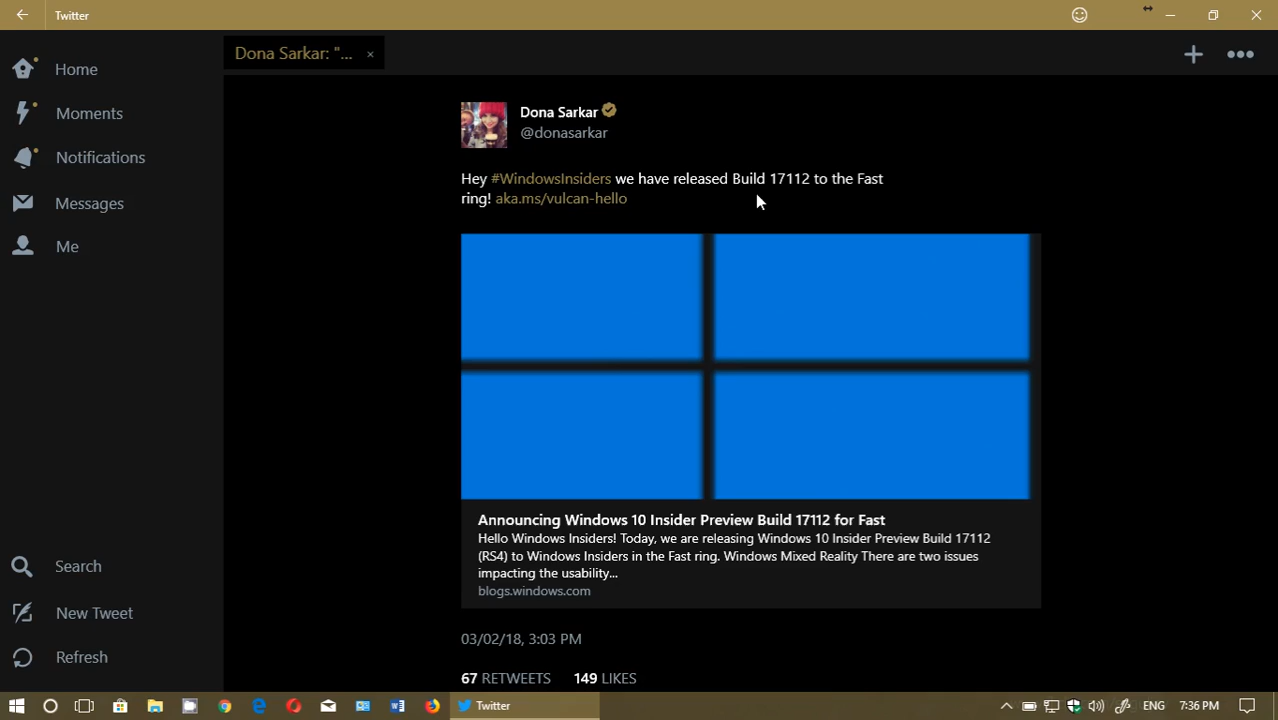 Twitter
Home
Moments
Notifications
Messages
Me
Search
New Tweet
Refresh
Dona Sarkar: "...
Dona Sarkar
@donasarkar
Hey #WindowsInsiders we have released Build 17112 to the Fast
ring! aka.ms/vulcan-hello
Announcing Windows 10 Insider Preview Build 17112 for Fast
Hello Windows Insiders! Today, we are releasing Windows 10 Insider Preview Build 17112
(RS4) to Windows Insiders in the Fast ring. Windows Mixed Reality There are two issues
impacting the usability...
blogs.windows.com
03/02/18, 3:03 PM
67 RETWEETS 149 LIKES
Twitter
ENG 7:36 PM